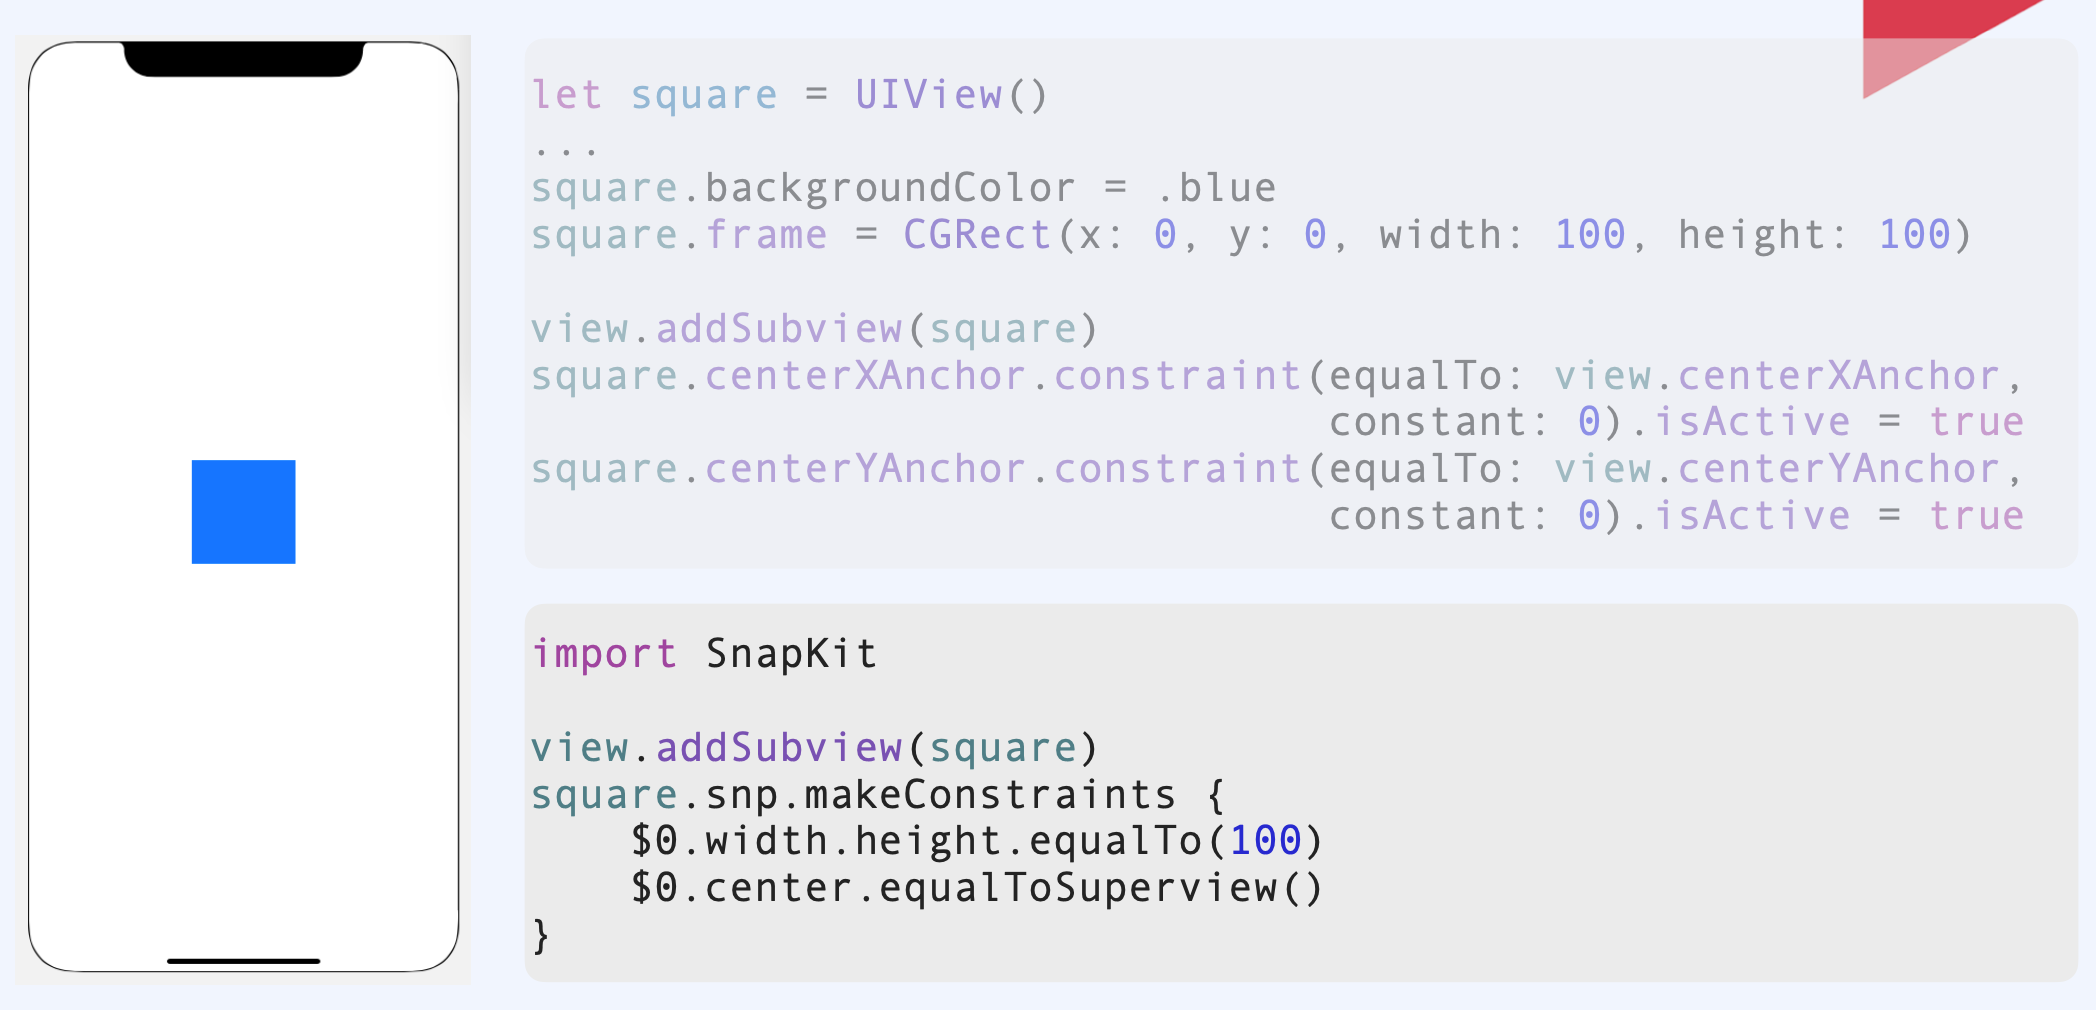 let square = UIView()
...
square.backgroundColor = .blue
square.frame = CGRect(x: 0, y: 0, width: 100, height: 100)
view.addSubview(square)
square.centerXAnchor.constraint(equalTo: view.centerXAnchor,
constant: 0).isActive = true
square.centerYAnchor.constraint(equalTo: view.centerYAnchor,
constant: 0).isActive = true
import SnapKit
view.addSubview(square)
square.snp.makeConstraints {
$0.width.height.equalTo(100)
$0.center.equalToSuperview()
}